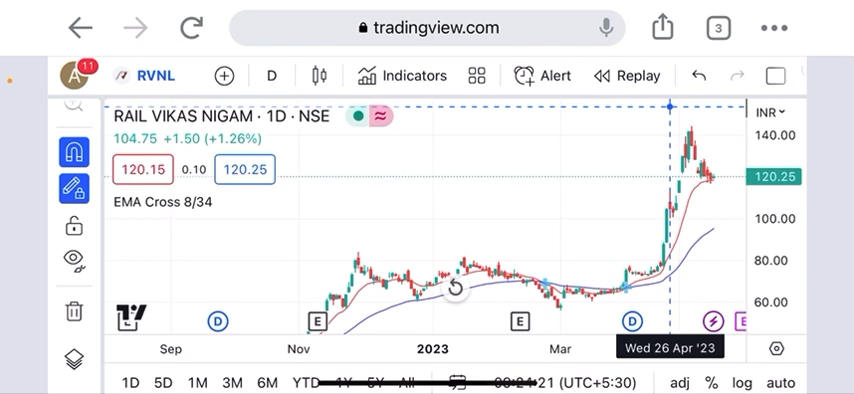 tradingview.com
3
A
11
RVNL
D
Indicators
Alert
Replay
RAIL VIKAS NIGAM · 1D · NSE
INR
104.75 +1.50 (+1.26%)
140.00
120.15
0.10
120.25
120.25
EMA Cross 8/34
100.00
80.00
60.00
D
E
E
D
E
Sep
Nov
2023
Mar
Wed 26 Apr '23
1D 5D 1M 3M 6M YTD 1Y 5Y All
21 (UTC+5:30)
adj % log auto